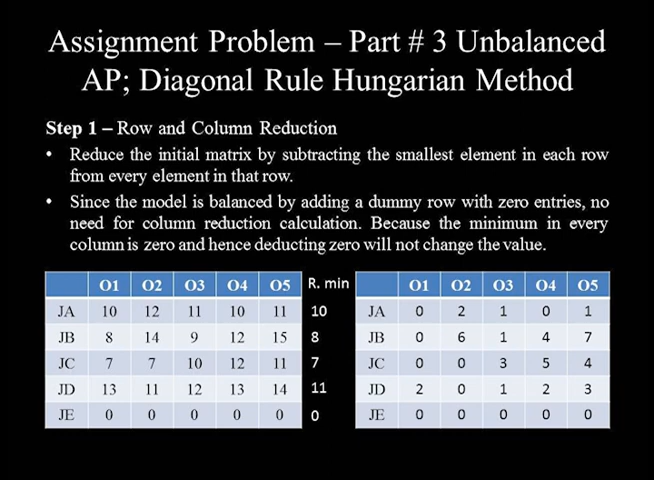 Assignment Problem – Part # 3 Unbalanced
AP; Diagonal Rule Hungarian Method
Step 1 – Row and Column Reduction
• Reduce the initial matrix by subtracting the smallest element in each row
from every element in that row.
• Since the model is balanced by adding a dummy row with zero entries, no
need for column reduction calculation. Because the minimum in every
column is zero and hence deducting zero will not change the value.
O1 O2 O3 O4 O5 R. min O1 O2 O3 O4 O5
JA 10 12 11 10 11 10 JA 0 2 1 0 1
JB 8 14 9 12 15 8 JB 0 6 1 4 7
JC 7 7 10 12 11 7 JC 0 0 3 5 4
JD 13 11 12 13 14 11 JD 2 0 1 2 3
JE 0 0 0 0 0 0 JE 0 0 0 0 0